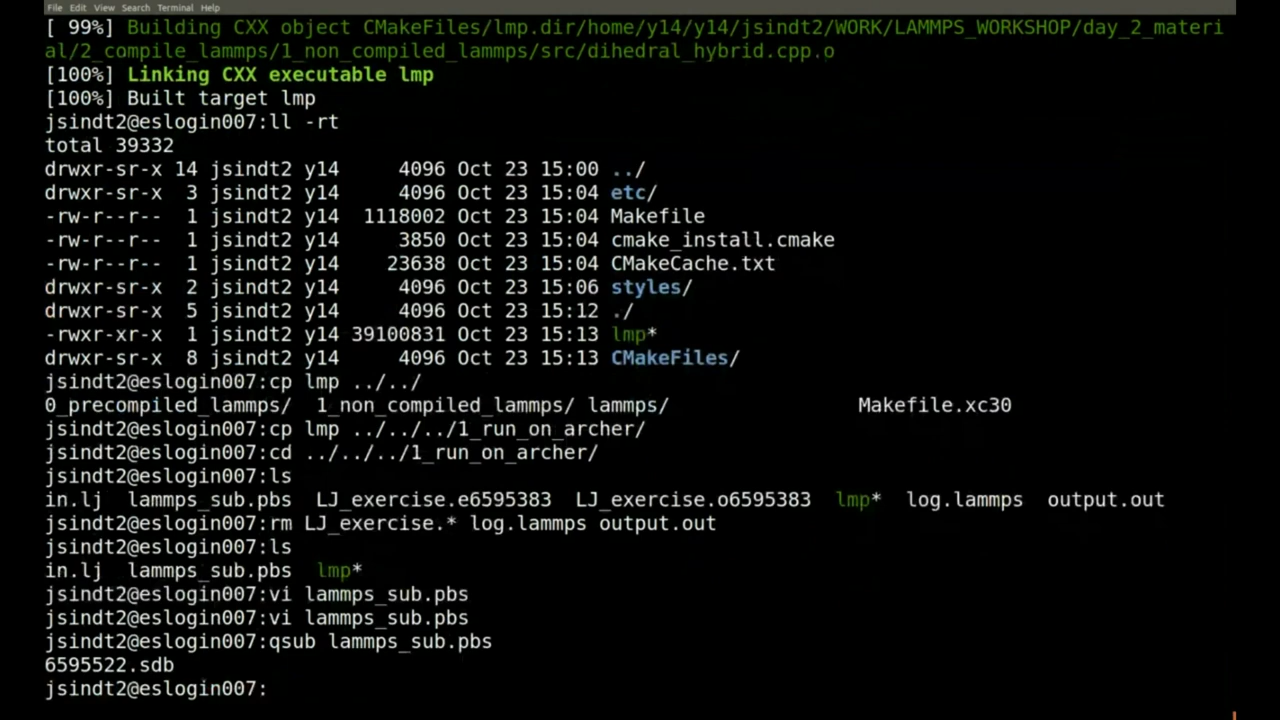 File Edit View Search Terminal Help
[ 99%] Building CXX object CMakeFiles/lmp.dir/home/y14/y14/jsindt2/WORK/LAMMPS_WORKSHOP/day_2_materi
al/2_compile_lammps/1_non_compiled_lammps/src/dihedral_hybrid.cpp.o
[100%] Linking CXX executable lmp
[100%] Built target lmp
jsindt2@eslogin007:ll -rt
total 39332
drwxr-sr-x 14 jsindt2 y14     4096 Oct 23 15:00 ../
drwxr-sr-x  3 jsindt2 y14     4096 Oct 23 15:04 etc/
-rw-r--r--  1 jsindt2 y14  1118002 Oct 23 15:04 Makefile
-rw-r--r--  1 jsindt2 y14     3850 Oct 23 15:04 cmake_install.cmake
-rw-r--r--  1 jsindt2 y14    23638 Oct 23 15:04 CMakeCache.txt
drwxr-sr-x  2 jsindt2 y14     4096 Oct 23 15:06 styles/
drwxr-sr-x  5 jsindt2 y14     4096 Oct 23 15:12 ./
-rwxr-xr-x  1 jsindt2 y14 39100831 Oct 23 15:13 lmp*
drwxr-sr-x  8 jsindt2 y14     4096 Oct 23 15:13 CMakeFiles/
jsindt2@eslogin007:cp lmp ../../
0_precompiled_lammps/  1_non_compiled_lammps/ lammps/                Makefile.xc30
jsindt2@eslogin007:cp lmp ../../../1_run_on_archer/
jsindt2@eslogin007:cd ../../../1_run_on_archer/
jsindt2@eslogin007:ls
in.lj  lammps_sub.pbs  LJ_exercise.e6595383  LJ_exercise.o6595383  lmp*  log.lammps  output.out
jsindt2@eslogin007:rm LJ_exercise.* log.lammps output.out
jsindt2@eslogin007:ls
in.lj  lammps_sub.pbs  lmp*
jsindt2@eslogin007:vi lammps_sub.pbs
jsindt2@eslogin007:vi lammps_sub.pbs
jsindt2@eslogin007:qsub lammps_sub.pbs
6595522.sdb
jsindt2@eslogin007: